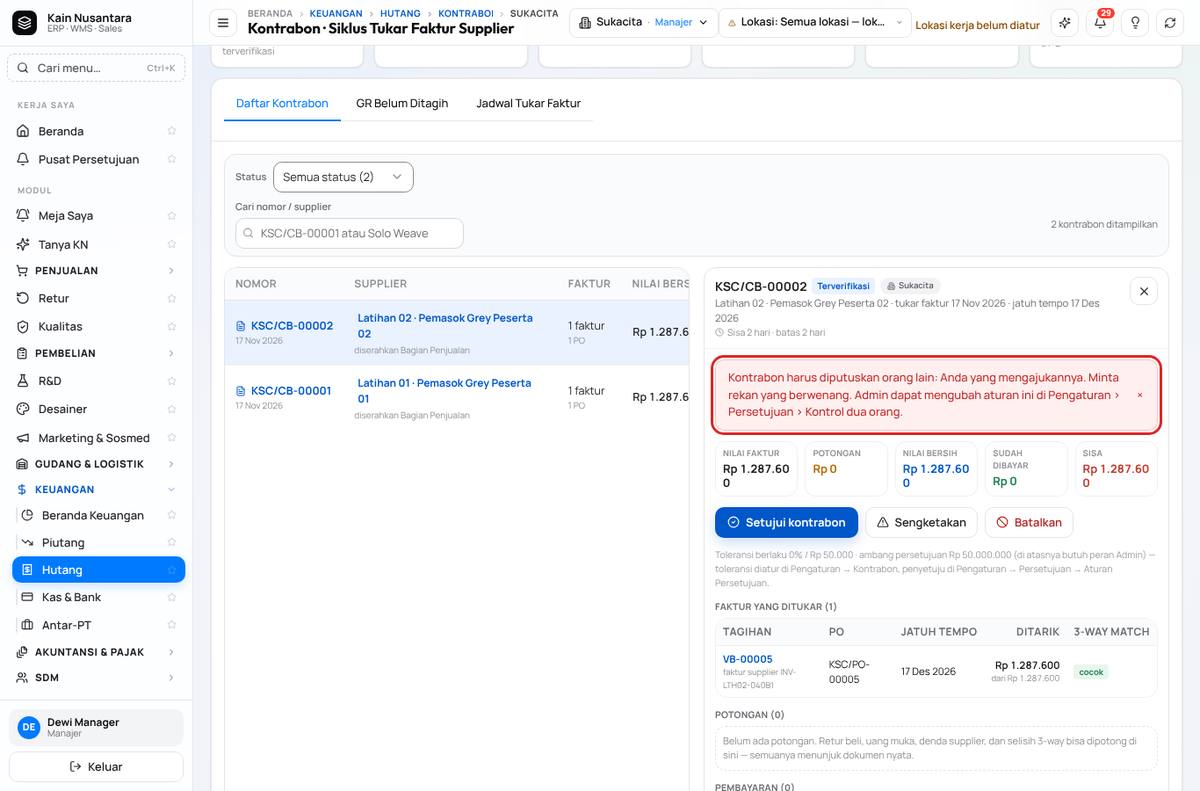 Kain Nusantara
ERP · WMS · Sales
Cari menu... Ctrl+K
KERJA SAYA
Beranda
Pusat Persetujuan
MODUL
Meja Saya
Tanya KN
PENJUALAN
Retur
Kualitas
PEMBELIAN
R&D
Desainer
Marketing & Sosmed
GUDANG & LOGISTIK
KEUANGAN
Beranda Keuangan
Piutang
Hutang
Kas & Bank
Antar-PT
AKUNTANSI & PAJAK
SDM
DE Dewi Manager
Manajer
Keluar
BERANDA › KEUANGAN › HUTANG › KONTRABOI › SUKACITA
Kontrabon · Siklus Tukar Faktur Supplier
Sukacita · Manajer
Lokasi: Semua lokasi — lok...
Lokasi kerja belum diatur
29
terverifikasi
Daftar Kontrabon GR Belum Ditagih Jadwal Tukar Faktur
Status Semua status (2)
Cari nomor / supplier
KSC/CB-00001 atau Solo Weave
2 kontrabon ditampilkan
NOMOR SUPPLIER FAKTUR NILAI BERS
KSC/CB-00002
17 Nov 2026
Latihan 02 · Pemasok Grey Peserta
02
diserahkan Bagian Penjualan
1 faktur
1 PO
Rp 1.287.6
KSC/CB-00001
17 Nov 2026
Latihan 01 · Pemasok Grey Peserta
01
diserahkan Bagian Penjualan
1 faktur
1 PO
Rp 1.287.6
KSC/CB-00002 Terverifikasi Sukacita
Latihan 02 · Pemasok Grey Peserta 02 · tukar faktur 17 Nov 2026 · jatuh tempo 17 Des
2026
Sisa 2 hari · batas 2 hari
Kontrabon harus diputuskan orang lain: Anda yang mengajukannya. Minta
rekan yang berwenang. Admin dapat mengubah aturan ini di Pengaturan ›
Persetujuan › Kontrol dua orang.
×
NILAI FAKTUR
Rp 1.287.60
0
POTONGAN
Rp 0
NILAI BERSIH
Rp 1.287.60
0
SUDAH
DIBAYAR
Rp 0
SISA
Rp 1.287.60
0
Setujui kontrabon Sengketakan Batalkan
Toleransi berlaku 0% / Rp 50.000 · ambang persetujuan Rp 50.000.000 (di atasnya butuh peran Admin) —
toleransi diatur di Pengaturan → Kontrabon, penyetuju di Pengaturan → Persetujuan → Aturan
Persetujuan.
FAKTUR YANG DITUKAR (1)
TAGIHAN PO JATUH TEMPO DITARIK 3-WAY MATCH
VB-00005
faktur supplier INV-
LTH02-040B1
KSC/PO-
00005
17 Des 2026
Rp 1.287.600
dari Rp 1.287.600
cocok
POTONGAN (0)
Belum ada potongan. Retur beli, uang muka, denda supplier, dan selisih 3-way bisa dipotong di
sini — semuanya menunjuk dokumen nyata.
PEMBAYARAN (0)